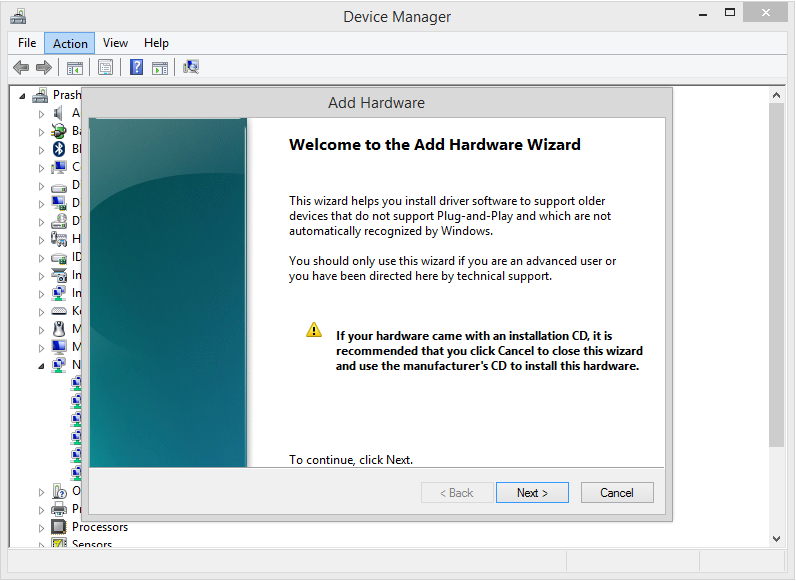 Device Manager
File Action View Help
Prash
Add Hardware
Welcome to the Add Hardware Wizard
This wizard helps you install driver software to support older
devices that do not support Plug-and-Play and which are not
automatically recognized by Windows.
You should only use this wizard if you are an advanced user or
you have been directed here by technical support.
If your hardware came with an installation CD, it is
recommended that you click Cancel to close this wizard
and use the manufacturer's CD to install this hardware.
To continue, click Next.
< Back Next > Cancel
Processors
Sensors